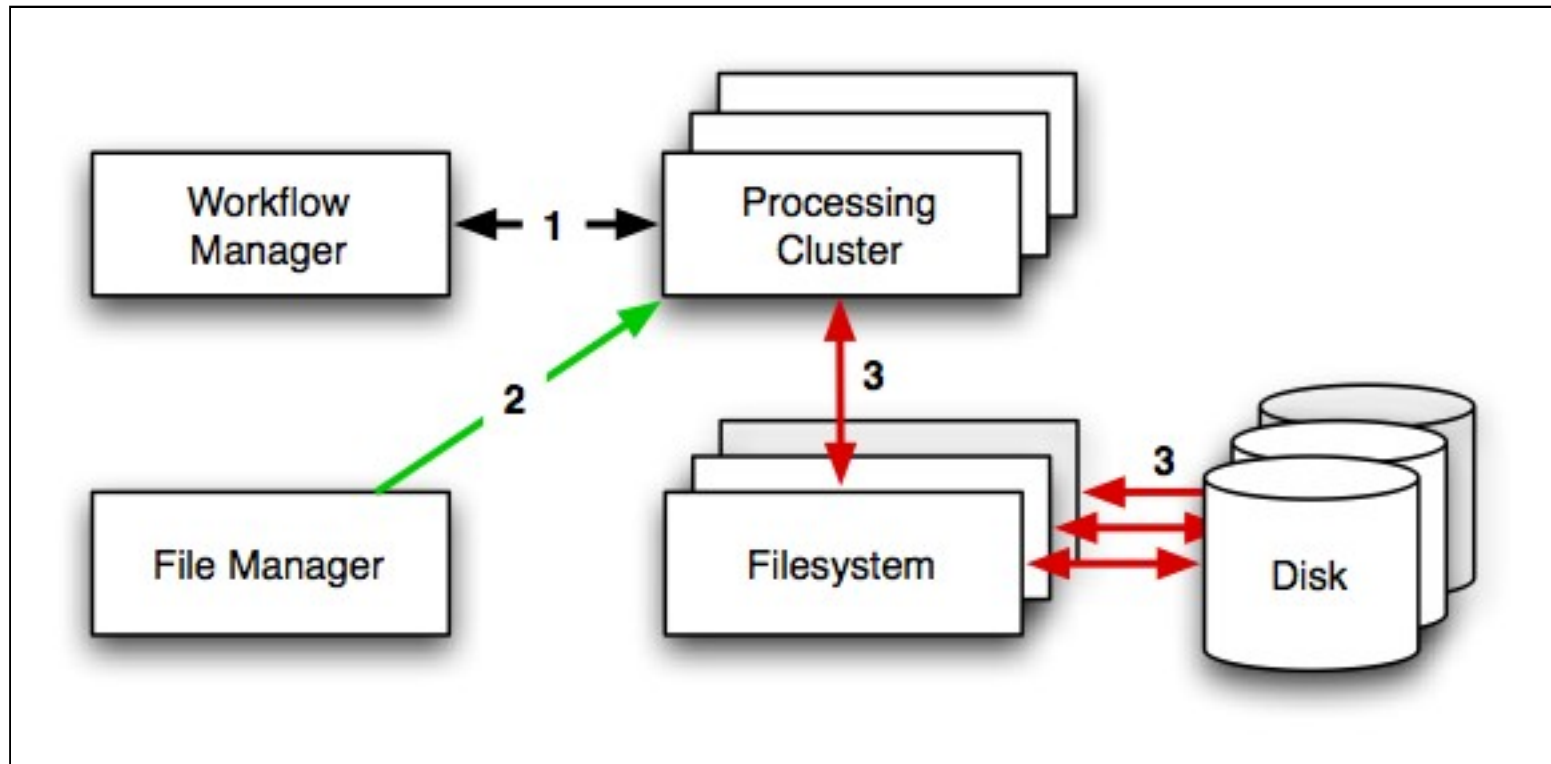 Workflow
Manager
1
Processing
Cluster
2
3
3
File Manager
Filesystem
Disk